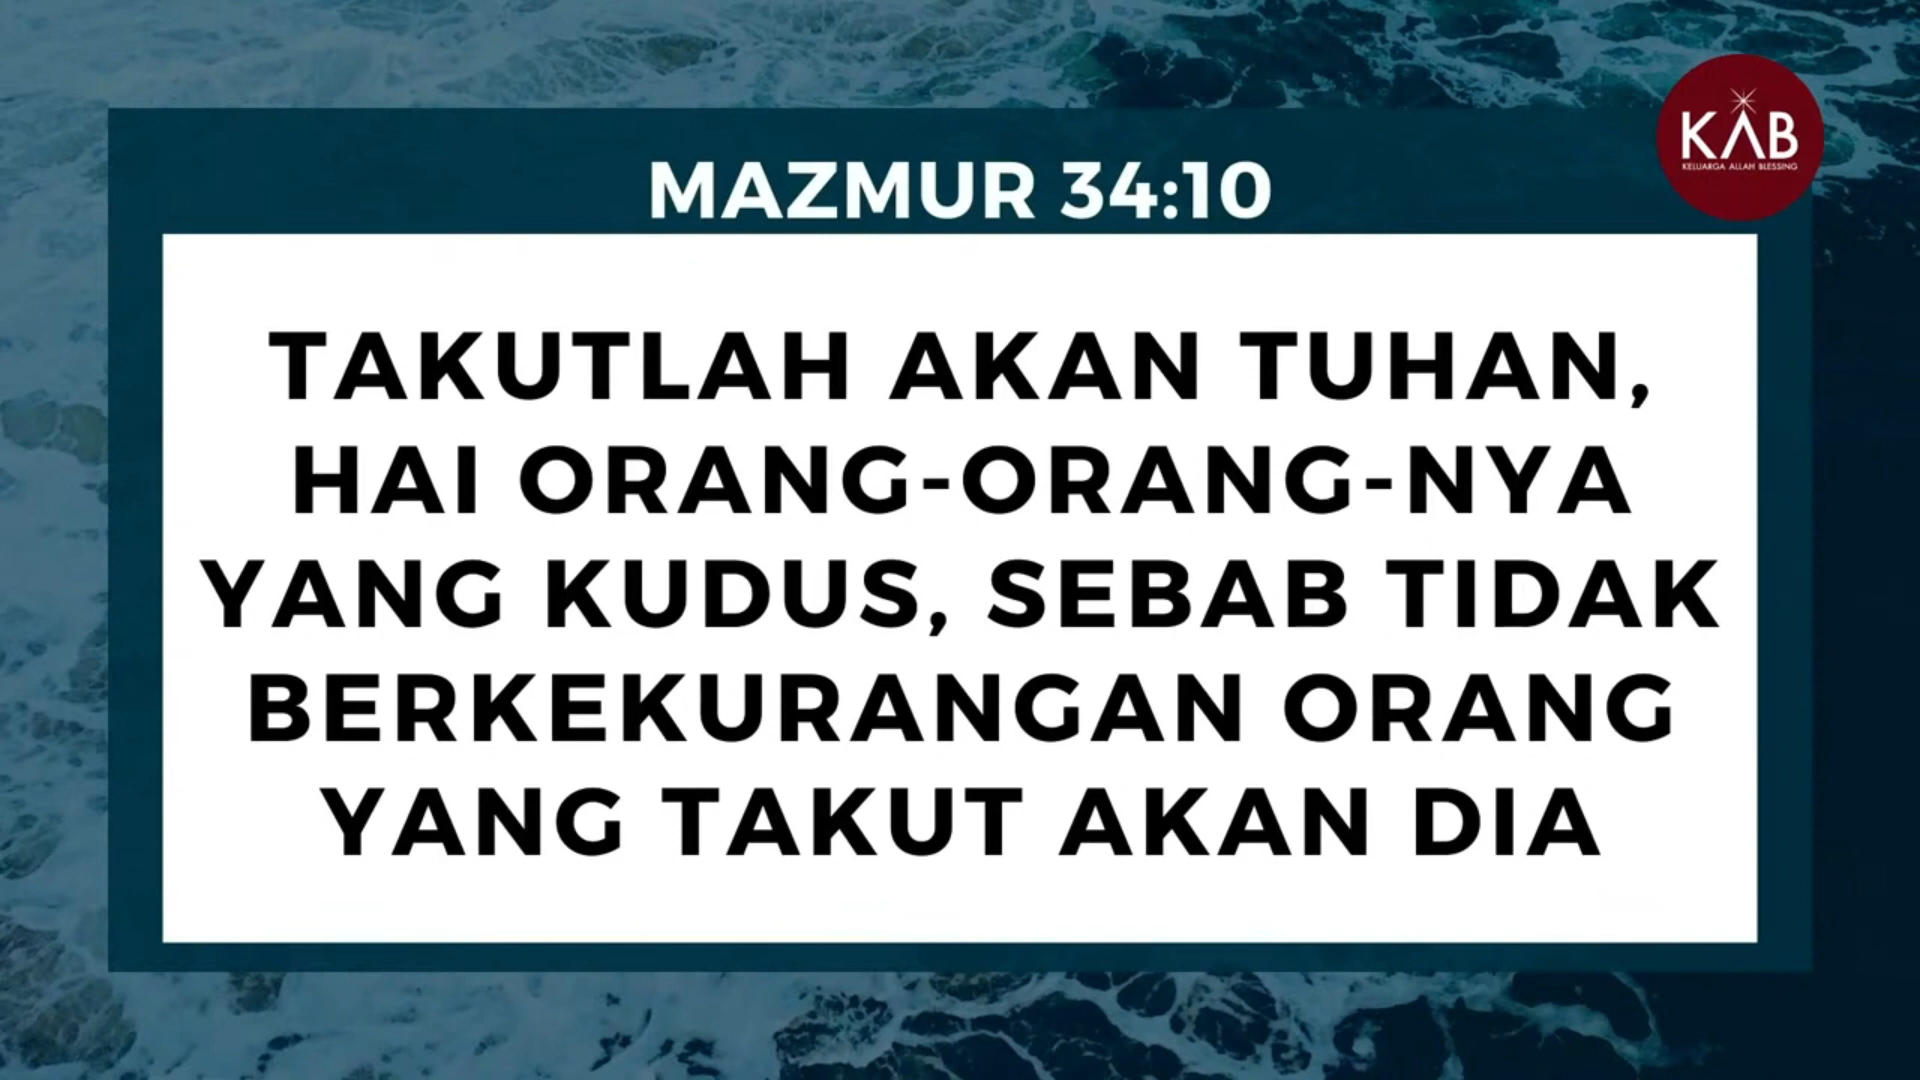 KAB
KELUARGA ALLAH BLESSING
MAZMUR 34:10
TAKUTLAH AKAN TUHAN,
HAI ORANG-ORANG-NYA
YANG KUDUS, SEBAB TIDAK
BERKEKURANGAN ORANG
YANG TAKUT AKAN DIA